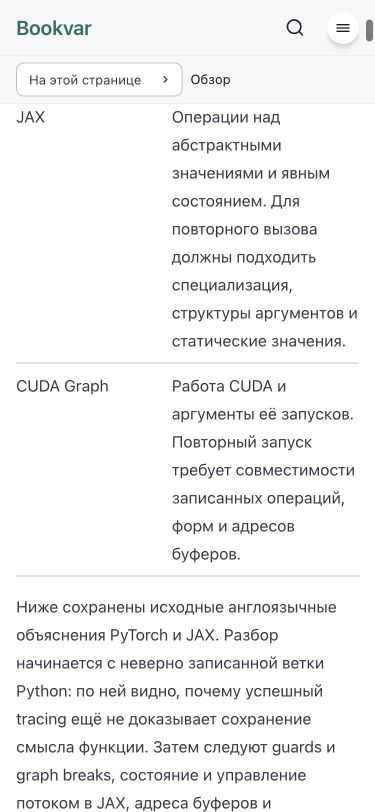 Bookvar
На этой странице
Обзор
JAX
Операции над
абстрактными
значениями и явным
состоянием. Для
повторного вызова
должны подходить
специализация,
структуры аргументов и
статические значения.
CUDA Graph
Работа CUDA и
аргументы её запусков.
Повторный запуск
требует совместимости
записанных операций,
форм и адресов
буферов.
Ниже сохранены исходные англоязычные
объяснения PyTorch и JAX. Разбор
начинается с неверно записанной ветки
Python: по ней видно, почему успешный
tracing ещё не доказывает сохранение
смысла функции. Затем следуют guards и
graph breaks, состояние и управление
потоком в JAX, адреса буферов и